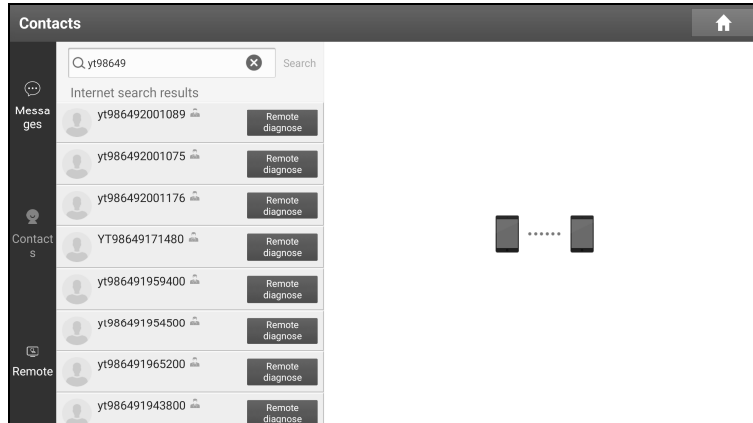 Contacts
yt98649
Search
Internet search results
Messa
ges
Contact
s
Remote
yt986492001089
Remote
diagnose
yt986492001075
Remote
diagnose
yt986492001176
Remote
diagnose
YT98649171480
Remote
diagnose
yt986491959400
Remote
diagnose
yt986491954500
Remote
diagnose
yt986491965200
Remote
diagnose
yt986491943800
Remote
diagnose